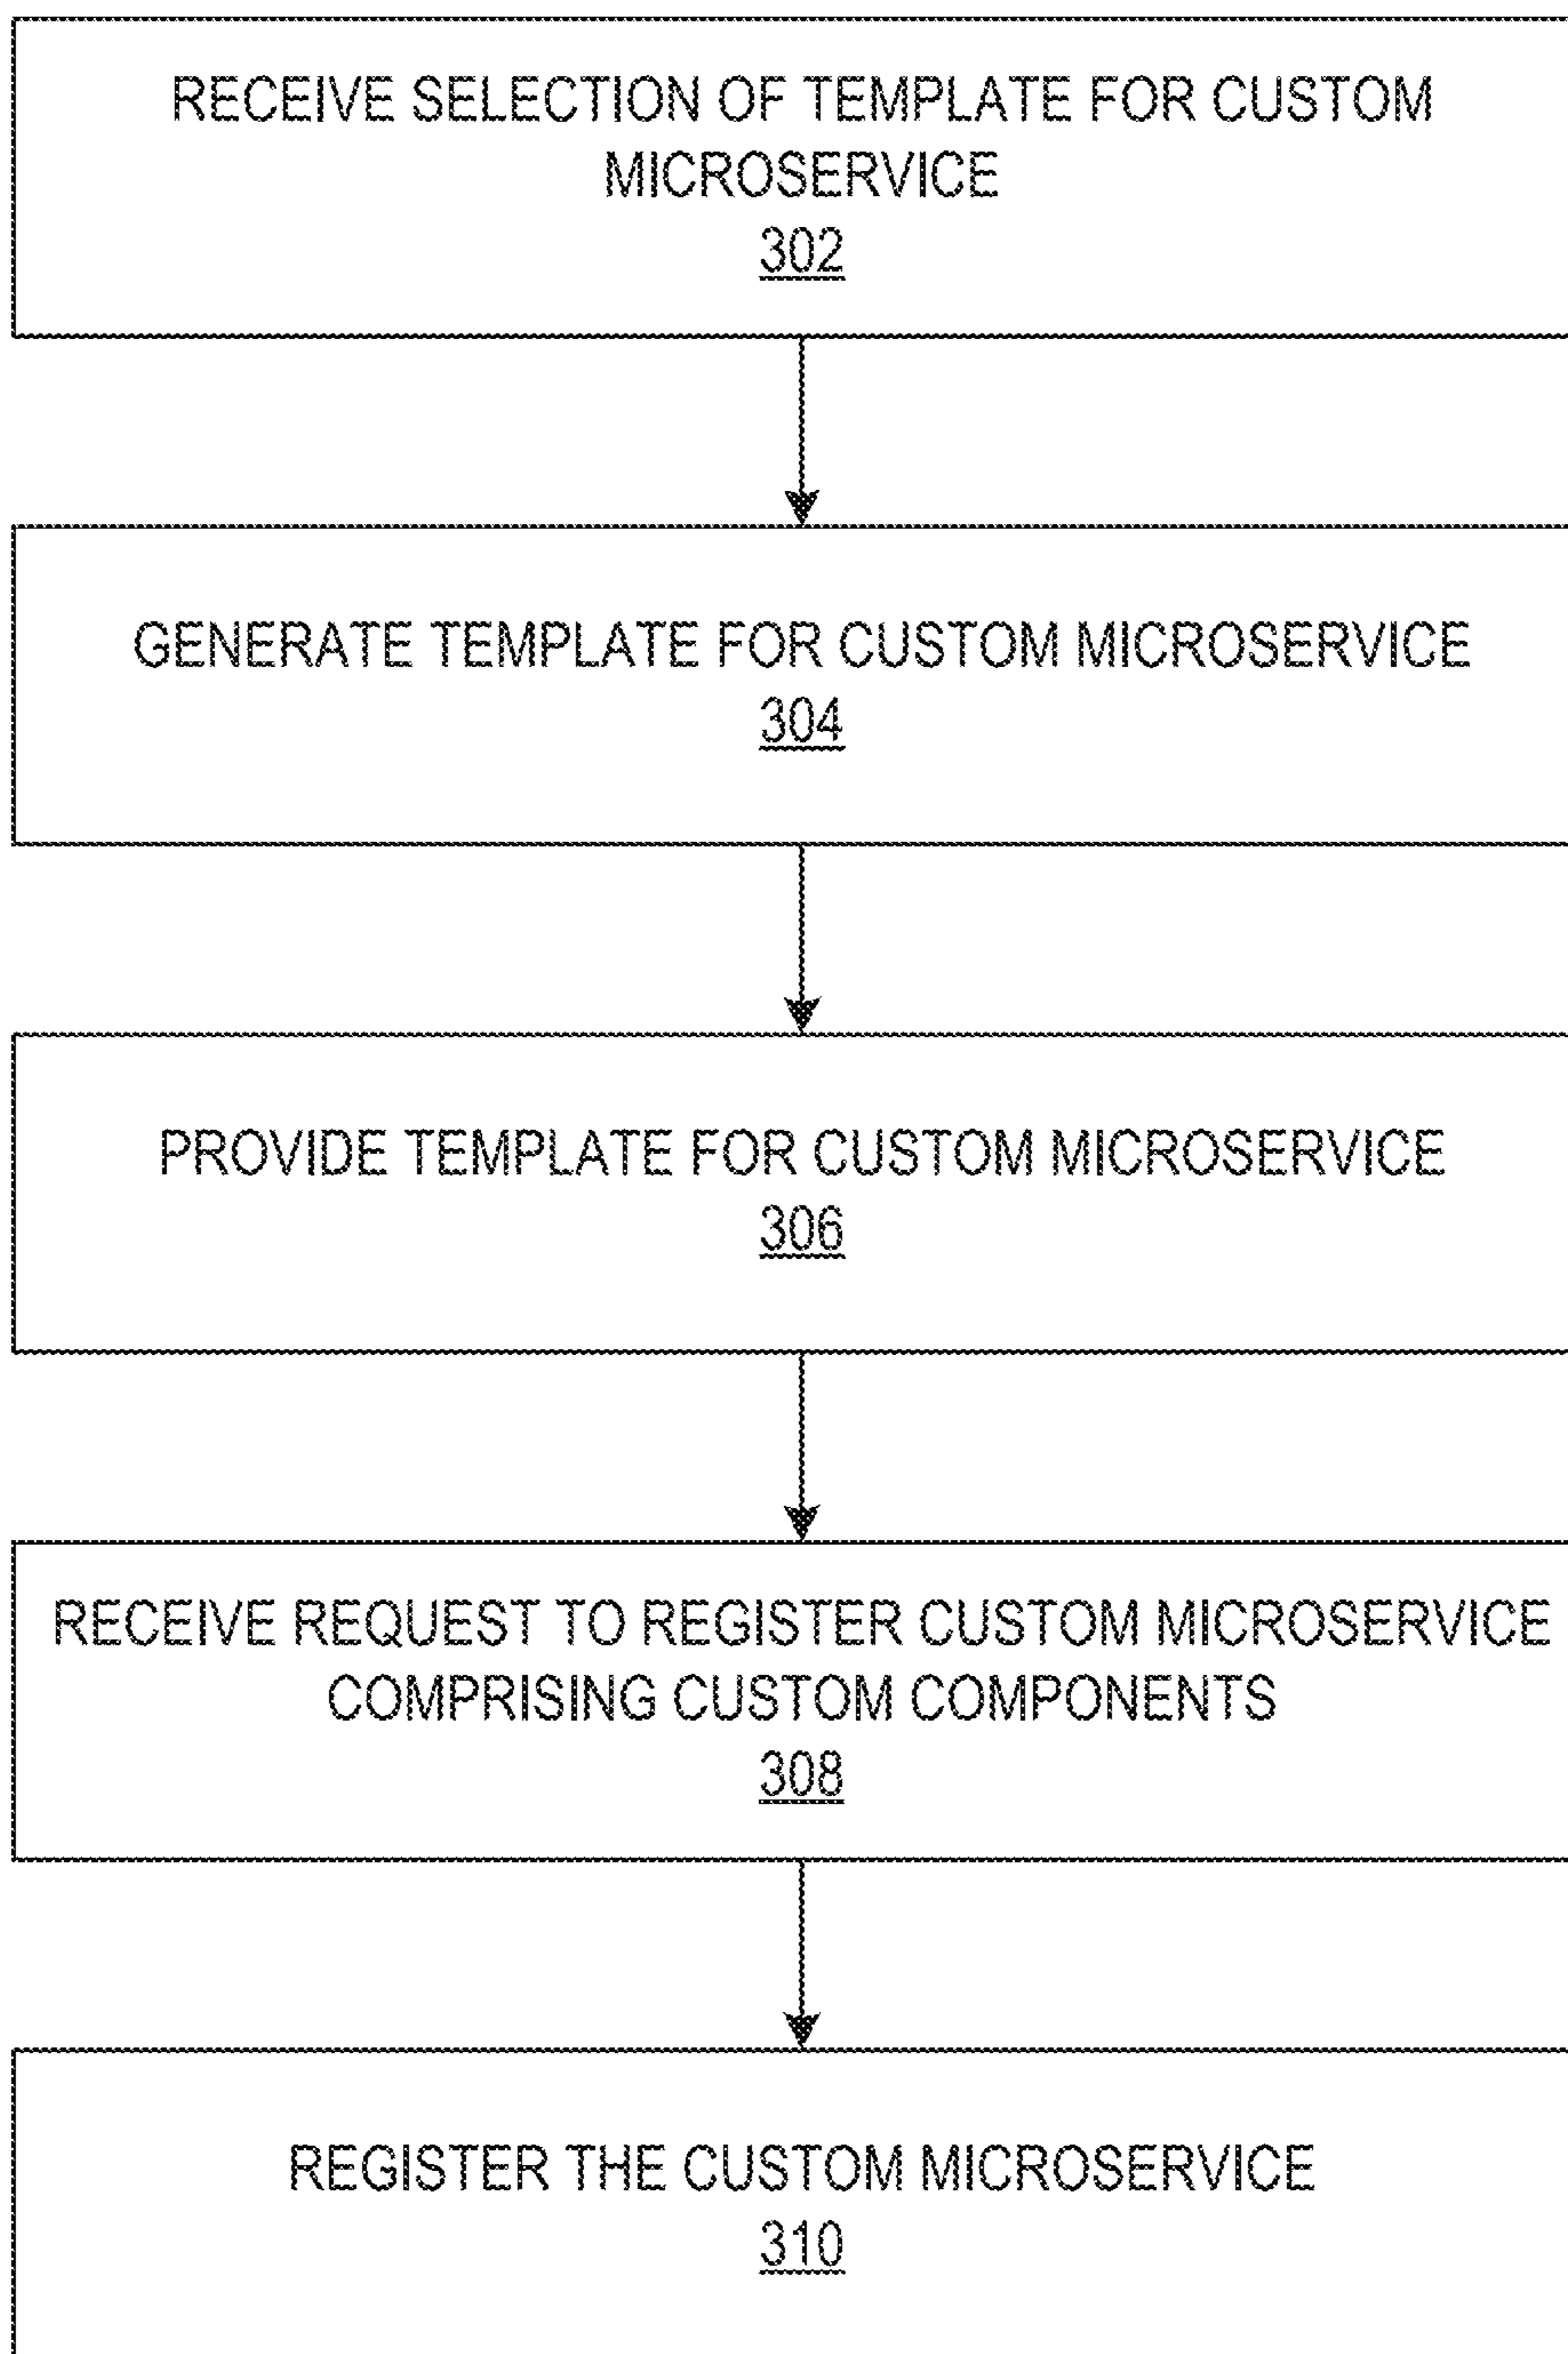 RECEIVE SELECTION OF TEMPLATE FOR CUSTOM
MICROSERVICE
302
GENERATE TEMPLATE FOR CUSTOM MICROSERVICE
304
PROVIDE TEMPLATE FOR CUSTOM MICROSERVICE
306
RECEIVE REQUEST TO REGISTER CUSTOM MICROSERVICE
COMPRISING CUSTOM COMPONENTS
308
REGISTER THE CUSTOM MICROSERVICE
310